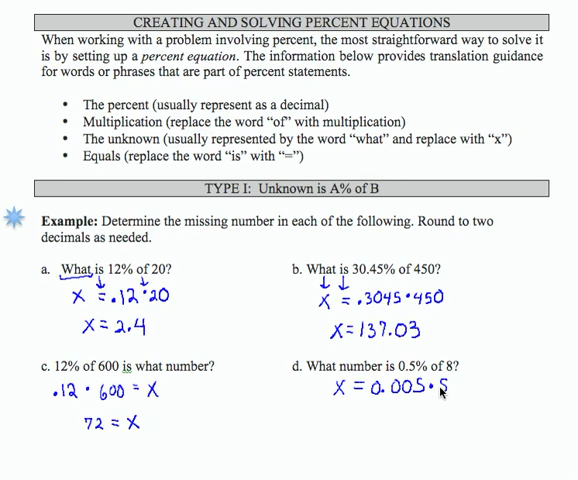 CREATING AND SOLVING PERCENT EQUATIONS
When working with a problem involving percent, the most straightforward way to solve it
is by setting up a percent equation. The information below provides translation guidance
for words or phrases that are part of percent statements.
• The percent (usually represent as a decimal)
• Multiplication (replace the word “of” with multiplication)
• The unknown (usually represented by the word “what” and replace with “x”)
• Equals (replace the word “is” with “=”)
TYPE I: Unknown is A% of B
Example: Determine the missing number in each of the following. Round to two
decimals as needed.
a. What is 12% of 20?
x = .12 · 20
x = 2.4
b. What is 30.45% of 450?
x = .3045 · 450
x = 137.03
c. 12% of 600 is what number?
.12 · 600 = x
72 = x
d. What number is 0.5% of 8?
x = 0.005 ·